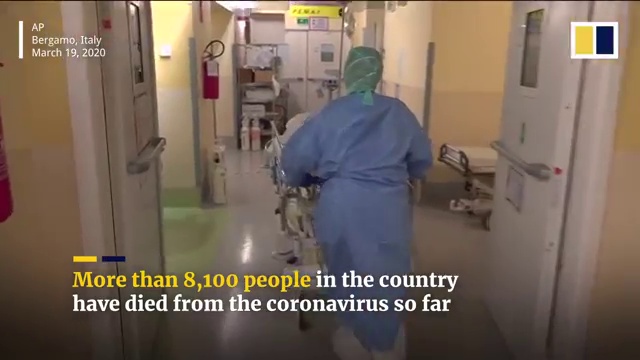 AP
Bergamo, Italy
March 19, 2020
More than 8,100 people in the country
have died from the coronavirus so far